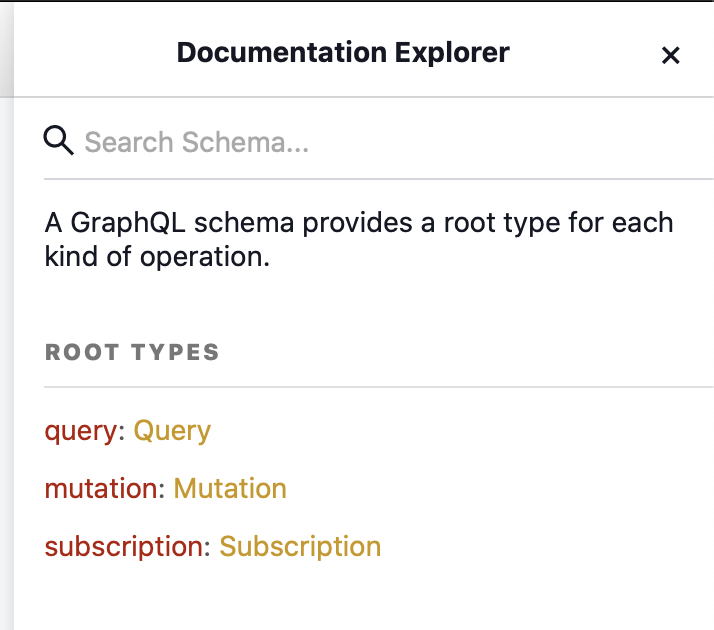 Documentation Explorer
Search Schema...
A GraphQL schema provides a root type for each
kind of operation.
ROOT TYPES
query: Query
mutation: Mutation
subscription: Subscription